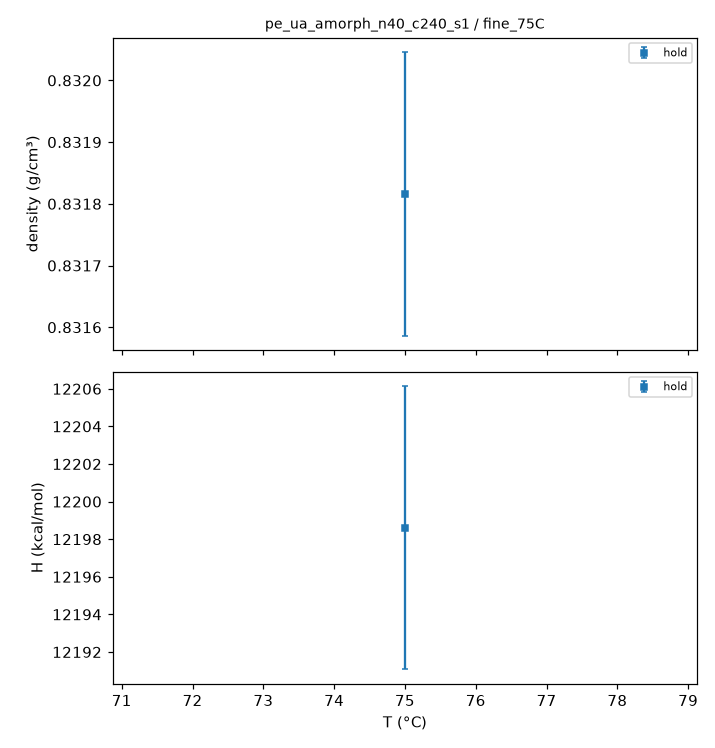 pe_ua_amorph_n40_c240_s1 / fine_75C
hold
0.8320
0.8319
0.8318
0.8317
0.8316
density (g/cm³)
hold
12206
12204
12202
12200
12198
12196
12194
12192
H (kcal/mol)
71 72 73 74 75 76 77 78 79
T (°C)